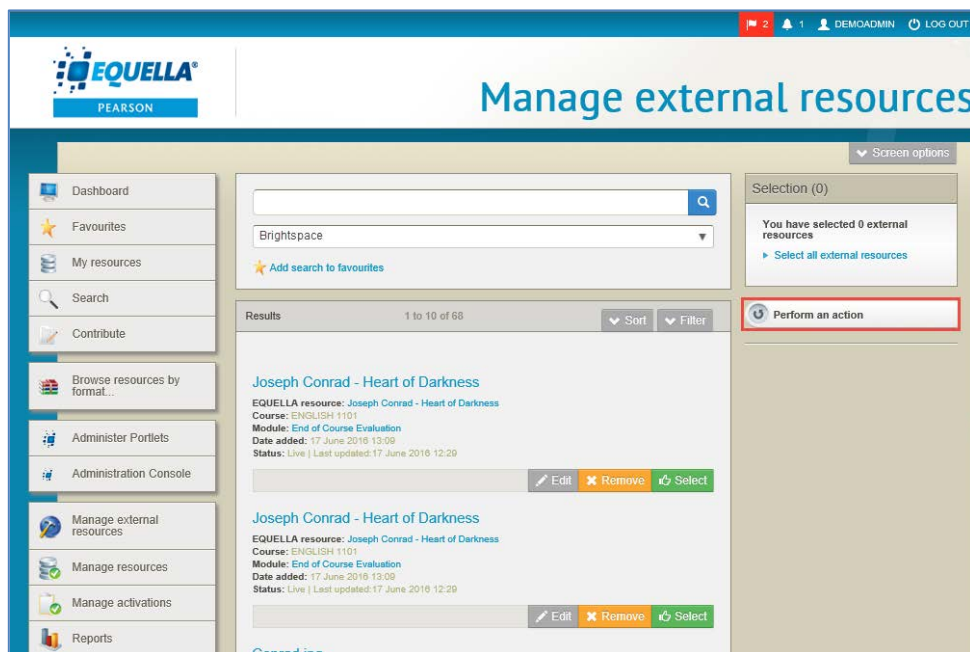 2 1 DEMOADMIN LOG OUT
EQUELLA®
PEARSON
Manage external resources
Screen options
Dashboard
Favourites
My resources
Search
Contribute
Browse resources by
format...
Administer Portlets
Administration Console
Manage external
resources
Manage resources
Manage activations
Reports
Brightspace
Add search to favourites
Results 1 to 10 of 68 Sort Filter
Joseph Conrad - Heart of Darkness
EQUELLA resource: Joseph Conrad - Heart of Darkness
Course: ENGLISH 1101
Module: End of Course Evaluation
Date added: 17 June 2016 13:09
Status: Live | Last updated:17 June 2016 12:29
Edit Remove Select
Joseph Conrad - Heart of Darkness
EQUELLA resource: Joseph Conrad - Heart of Darkness
Course: ENGLISH 1101
Module: End of Course Evaluation
Date added: 17 June 2016 13:09
Status: Live | Last updated:17 June 2016 12:29
Edit Remove Select
Selection (0)
You have selected 0 external
resources
Select all external resources
Perform an action